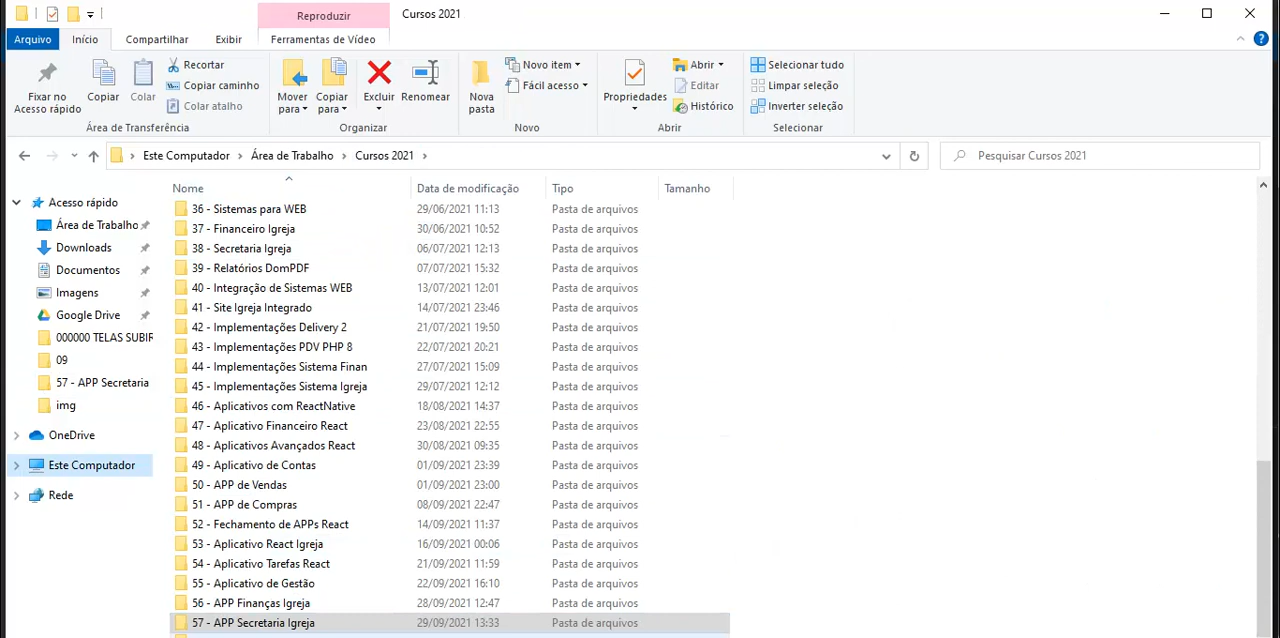 Reproduzir
Cursos 2021
Arquivo
Início
Compartilhar
Exibir
Ferramentas de Vídeo
Fixar no
Acesso rápido
Copiar
Colar
Recortar
Copiar caminho
Colar atalho
Área de Transferência
Mover
para
Copiar
para
Excluir
Renomear
Organizar
Nova
pasta
Novo item
Fácil acesso
Novo
Propriedades
Abrir
Editar
Histórico
Abrir
Selecionar tudo
Limpar seleção
Inverter seleção
Selecionar
Este Computador
Área de Trabalho
Cursos 2021
Pesquisar Cursos 2021
Acesso rápido
Área de Trabalho
Downloads
Documentos
Imagens
Google Drive
000000 TELAS SUBIR
09
57 - APP Secretaria
img
OneDrive
Este Computador
Rede
Nome Data de modificação Tipo Tamanho
36 - Sistemas para WEB 29/06/2021 11:13 Pasta de arquivos
37 - Financeiro Igreja 30/06/2021 10:52 Pasta de arquivos
38 - Secretaria Igreja 06/07/2021 12:13 Pasta de arquivos
39 - Relatórios DomPDF 07/07/2021 15:32 Pasta de arquivos
40 - Integração de Sistemas WEB 13/07/2021 12:01 Pasta de arquivos
41 - Site Igreja Integrado 14/07/2021 23:46 Pasta de arquivos
42 - Implementações Delivery 2 21/07/2021 19:50 Pasta de arquivos
43 - Implementações PDV PHP 8 22/07/2021 20:21 Pasta de arquivos
44 - Implementações Sistema Finan 27/07/2021 15:09 Pasta de arquivos
45 - Implementações Sistema Igreja 29/07/2021 12:12 Pasta de arquivos
46 - Aplicativos com ReactNative 18/08/2021 14:37 Pasta de arquivos
47 - Aplicativo Financeiro React 23/08/2021 22:55 Pasta de arquivos
48 - Aplicativos Avançados React 30/08/2021 09:35 Pasta de arquivos
49 - Aplicativo de Contas 01/09/2021 23:39 Pasta de arquivos
50 - APP de Vendas 01/09/2021 23:00 Pasta de arquivos
51 - APP de Compras 08/09/2021 22:47 Pasta de arquivos
52 - Fechamento de APPs React 14/09/2021 11:37 Pasta de arquivos
53 - Aplicativo React Igreja 16/09/2021 00:06 Pasta de arquivos
54 - Aplicativo Tarefas React 21/09/2021 11:59 Pasta de arquivos
55 - Aplicativo de Gestão 22/09/2021 16:10 Pasta de arquivos
56 - APP Finanças Igreja 28/09/2021 12:47 Pasta de arquivos
57 - APP Secretaria Igreja 29/09/2021 13:33 Pasta de arquivos